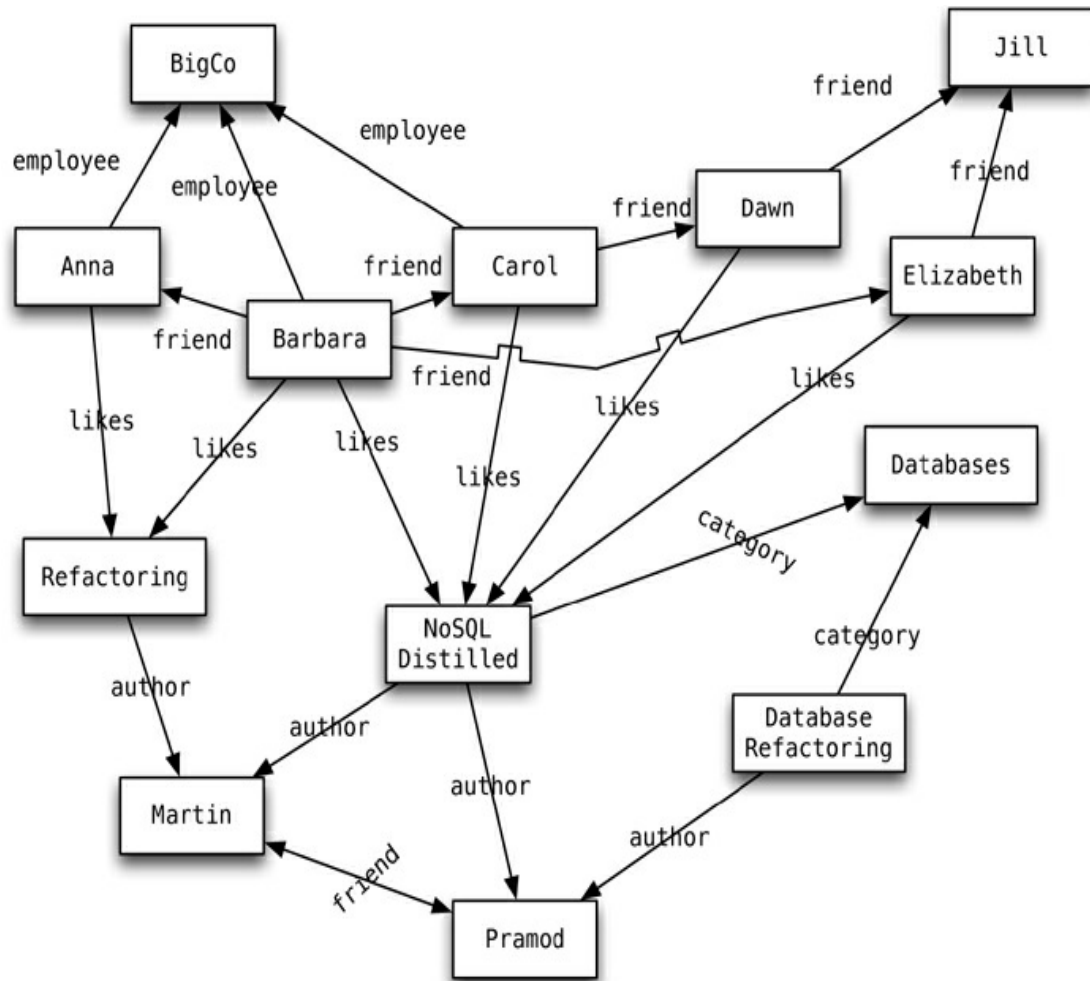 BigCo
Jill
friend
employee
employee
employee
friend
friend
Dawn
Anna
friend
Carol
Elizabeth
friend
Barbara
friend
likes
likes
likes
likes
likes
likes
Databases
category
Refactoring
NoSQL
Distilled
category
author
author
author
Database
Refactoring
Martin
author
friend
Pramod